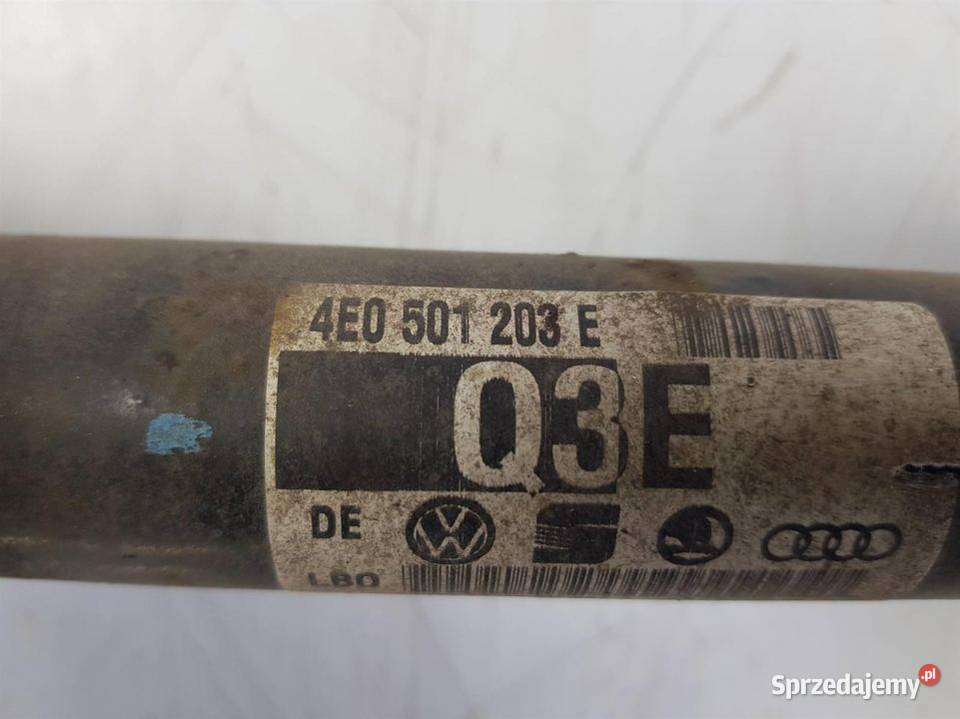 4E0 501 203 E
Q3E
DE
LBO
Sprzedajemy.pl